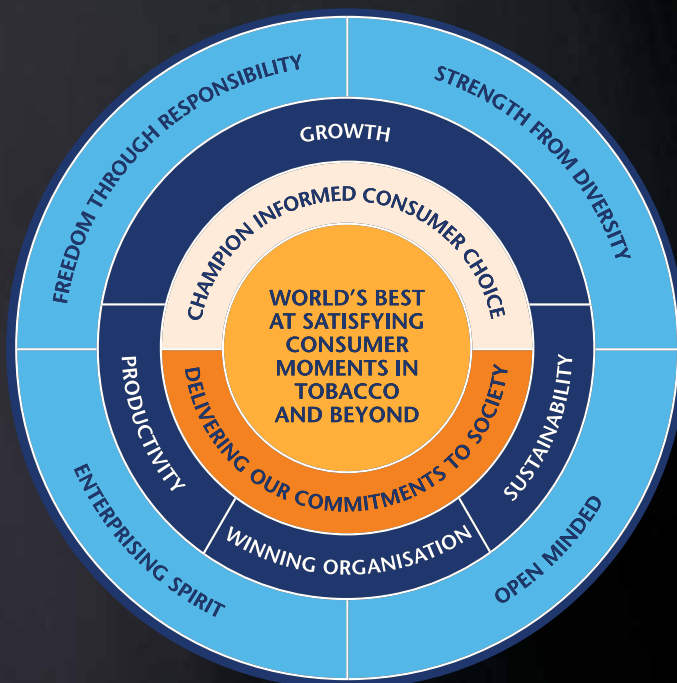 FREEDOM THROUGH RESPONSIBILITY
STRENGTH FROM DIVERSITY
GROWTH
CHAMPION INFORMED CONSUMER CHOICE
WORLD'S BEST
AT SATISFYING
CONSUMER
MOMENTS IN
TOBACCO
AND BEYOND
PRODUCTIVITY
SUSTAINABILITY
DELIVERING OUR COMMITMENTS TO SOCIETY
WINNING ORGANISATION
ENTERPRISING SPIRIT
OPEN MINDED